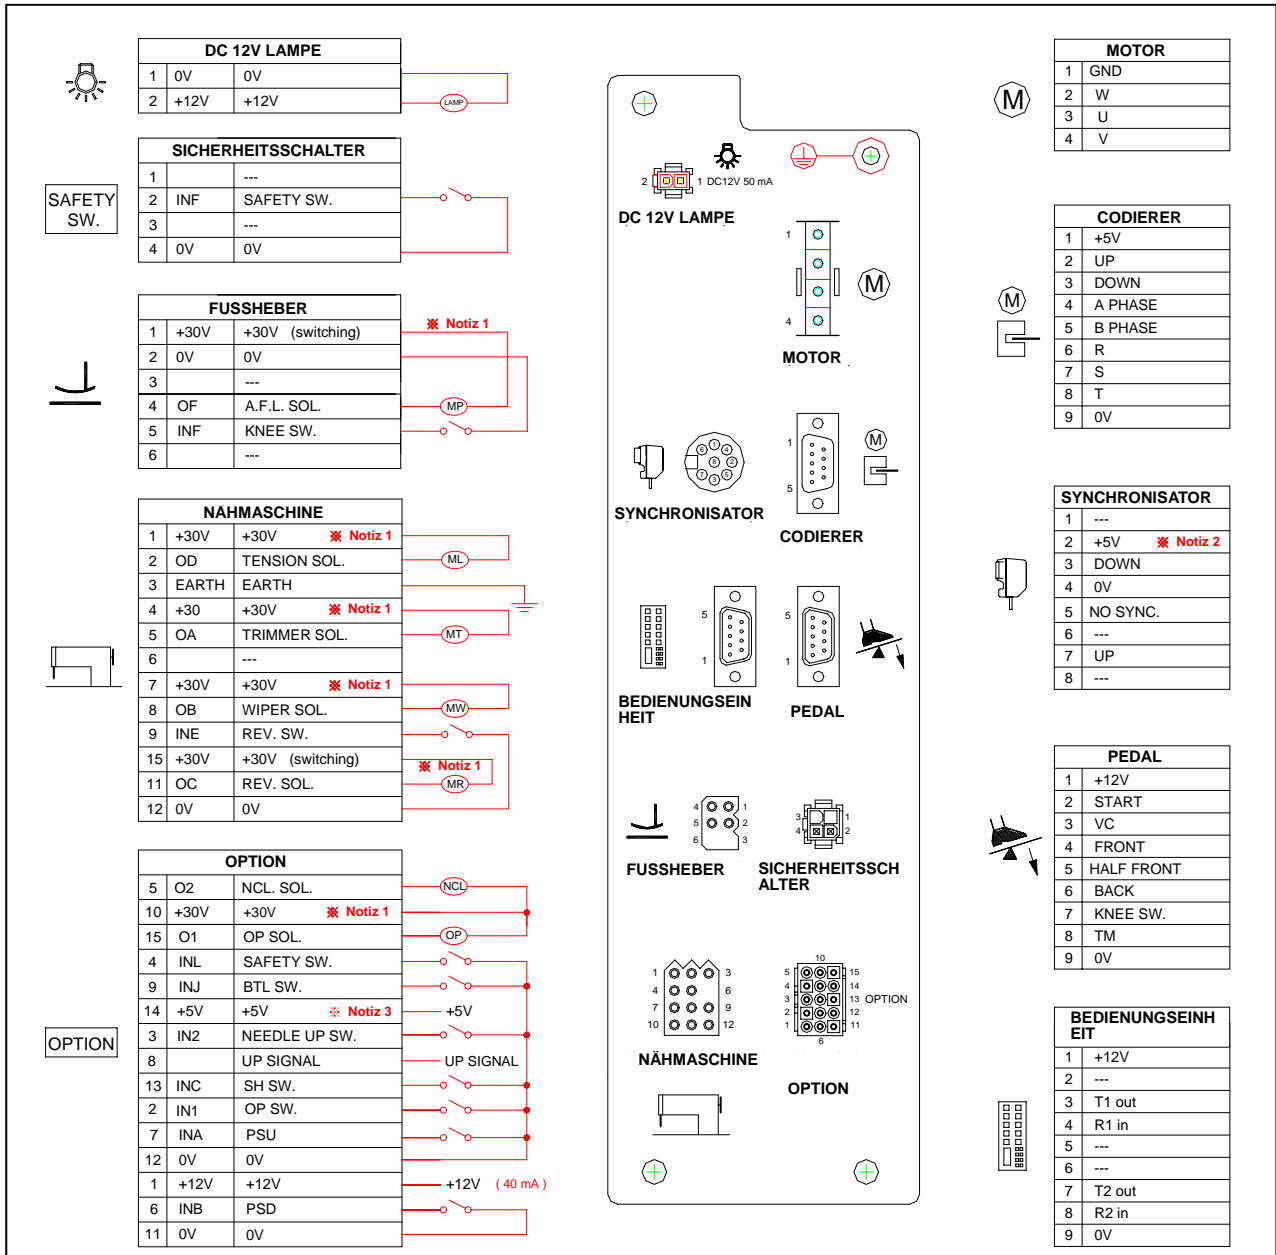 DC 12V LAMPE
1 0V 0V
2 +12V +12V
LAMP
SICHERHEITSSCHALTER
1 ---
2 INF SAFETY SW.
3 ---
4 0V 0V
SAFETY
SW.
FUSSHEBER
1 +30V +30V (switching)
※ Notiz 1
2 0V 0V
3 ---
4 OF A.F.L. SOL.
MP
5 INF KNEE SW.
6 ---
NAHMASCHINE
1 +30V +30V ※ Notiz 1
2 OD TENSION SOL.
ML
3 EARTH EARTH
4 +30 +30V ※ Notiz 1
5 OA TRIMMER SOL.
MT
6 ---
7 +30V +30V ※ Notiz 1
8 OB WIPER SOL.
MW
9 INE REV. SW.
15 +30V +30V (switching)
※ Notiz 1
11 OC REV. SOL.
MR
12 0V 0V
OPTION
5 O2 NCL. SOL.
NCL
10 +30V +30V ※ Notiz 1
15 O1 OP SOL.
OP
4 INL SAFETY SW.
9 INJ BTL SW.
14 +5V +5V ※ Notiz 3
+5V
3 IN2 NEEDLE UP SW.
8 UP SIGNAL
UP SIGNAL
13 INC SH SW.
2 IN1 OP SW.
7 INA PSU
12 0V 0V
1 +12V +12V
+12V ( 40 mA )
6 INB PSD
11 0V 0V
OPTION
2 1 DC12V 50 mA
DC 12V LAMPE
1
M
4
MOTOR
6 1 4
8 2
7 3 5
SYNCHRONISATOR
1
M
5
CODIERER
5
1
BEDIENUNGSEIN
HEIT
5
1
PEDAL
4 1
5 2
6 3
FUSSHEBER
3 1
4 2
SICHERHEITSSCH
ALTER
1 3
4 6
7 9
10 12
NÄHMASCHINE
10
5 15
4 14
3 13 OPTION
2 12
1 11
6
OPTION
M
MOTOR
1 GND
2 W
3 U
4 V
M
CODIERER
1 +5V
2 UP
3 DOWN
4 A PHASE
5 B PHASE
6 R
7 S
8 T
9 0V
SYNCHRONISATOR
1 ---
2 +5V ※ Notiz 2
3 DOWN
4 0V
5 NO SYNC.
6 ---
7 UP
8 ---
PEDAL
1 +12V
2 START
3 VC
4 FRONT
5 HALF FRONT
6 BACK
7 KNEE SW.
8 TM
9 0V
BEDIENUNGSEINH
EIT
1 +12V
2 ---
3 T1 out
4 R1 in
5 ---
6 ---
7 T2 out
8 R2 in
9 0V